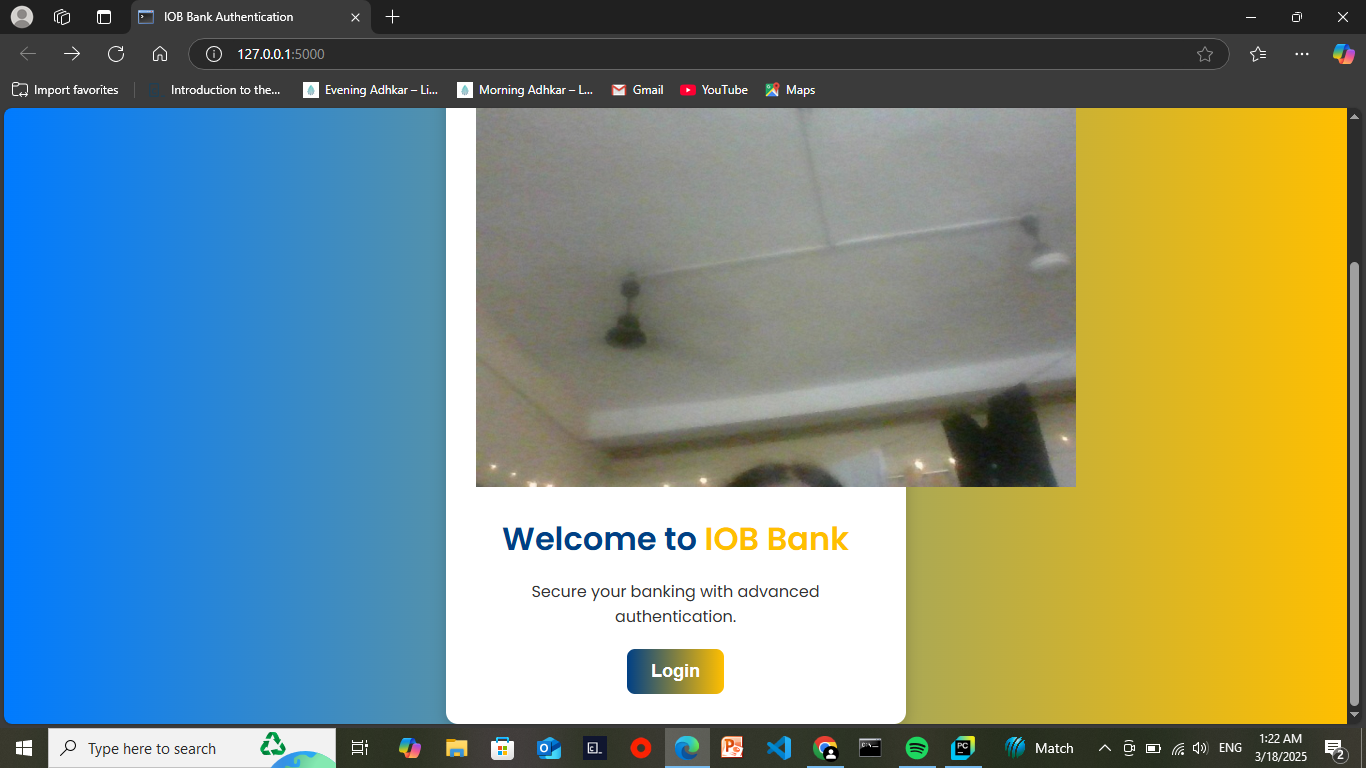 IOB Bank Authentication
127.0.0.1:5000
Import favorites
Introduction to the...
Evening Adhkar – Li...
Morning Adhkar – L...
Gmail
YouTube
Maps
Welcome to IOB Bank
Secure your banking with advanced
authentication.
Login
Type here to search
PC
Match
ENG
1:22 AM
3/18/2025
2